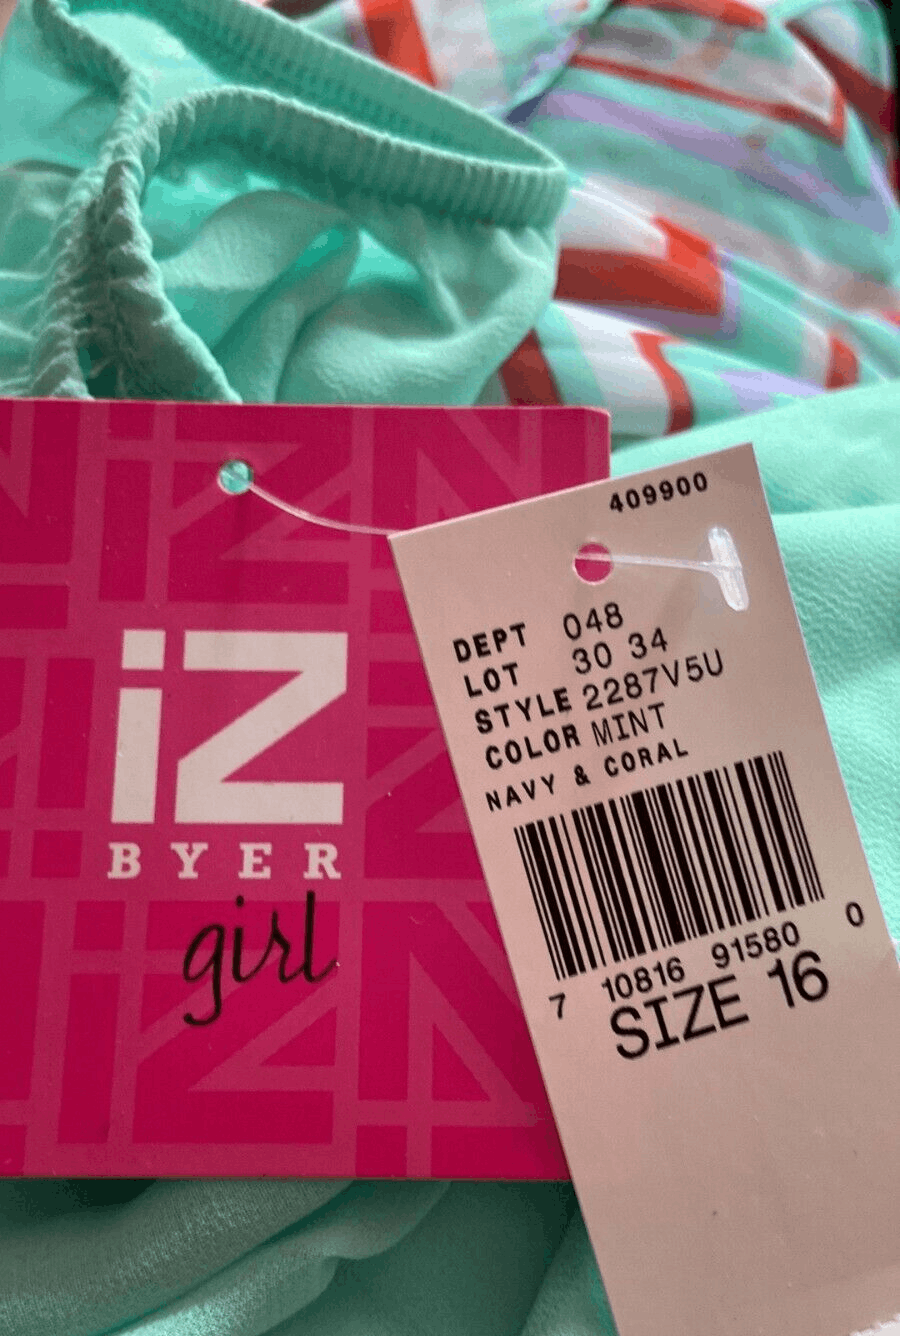 iZ
BYER
girl
409900
DEPT 048
LOT 30 34
STYLE 2287V5U
COLOR MINT
NAVY & CORAL
7 10816 91580 0
SIZE 16